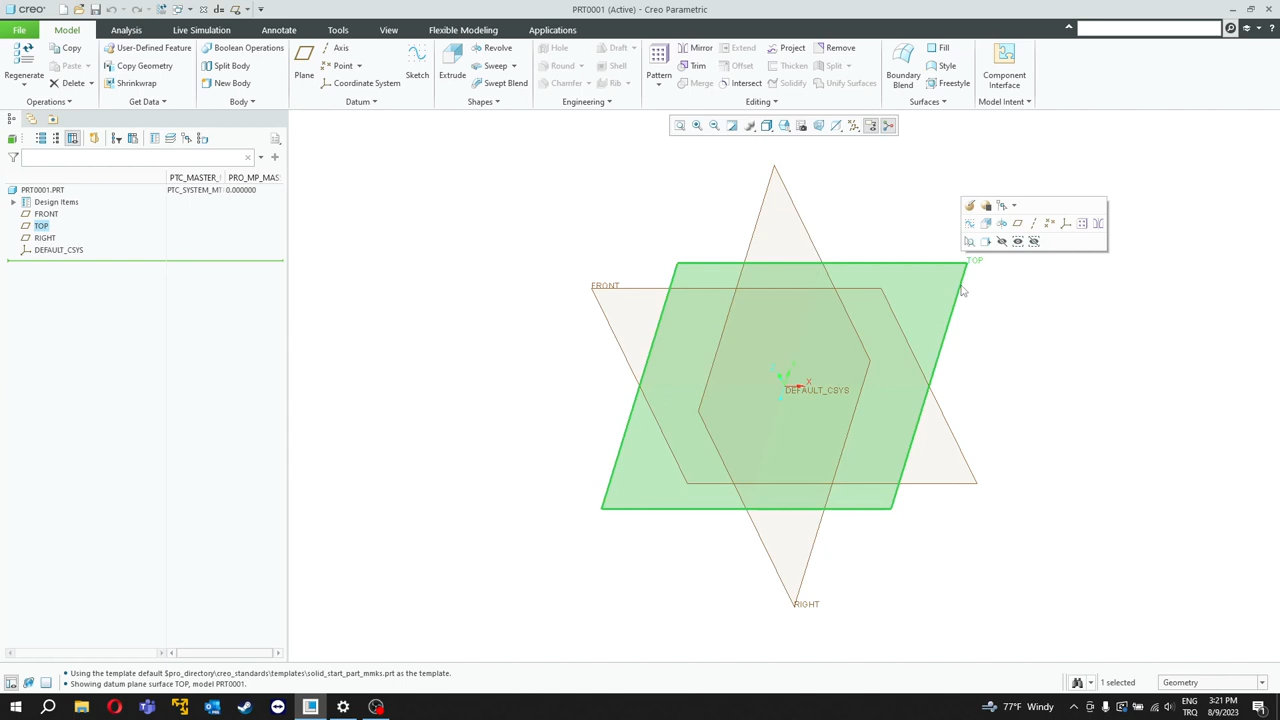 creo
PRT0001 (Active) - Creo Parametric
File Model Analysis Live Simulation Annotate Tools View Flexible Modeling Applications
Regenerate
Copy
Paste
Delete
Operations
User-Defined Feature
Copy Geometry
Shrinkwrap
Get Data
Boolean Operations
Split Body
New Body
Body
Plane
Axis
Point
Coordinate System
Sketch
Datum
Extrude
Revolve
Sweep
Swept Blend
Shapes
Hole
Round
Chamfer
Draft
Shell
Rib
Engineering
Pattern
Mirror
Trim
Merge
Extend
Offset
Intersect
Project
Thicken
Solidify
Remove
Split
Unify Surfaces
Editing
Boundary
Blend
Fill
Style
Freestyle
Surfaces
Component
Interface
Model Intent
PTC_MASTER_ PRO_MP_MAS
PRT0001.PRT PTC_SYSTEM_MT 0.000000
Design Items
FRONT
TOP
RIGHT
DEFAULT_CSYS
TOP
FRONT
X
DEFAULT_CSYS
RIGHT
Using the template default $pro_directory\creo_standards\templates\solid_start_part_mmks.prt as the template.
Showing datum plane surface TOP, model PRT0001.
1 selected
Geometry
77°F Windy
ENG
TRQ
3:21 PM
8/9/2023